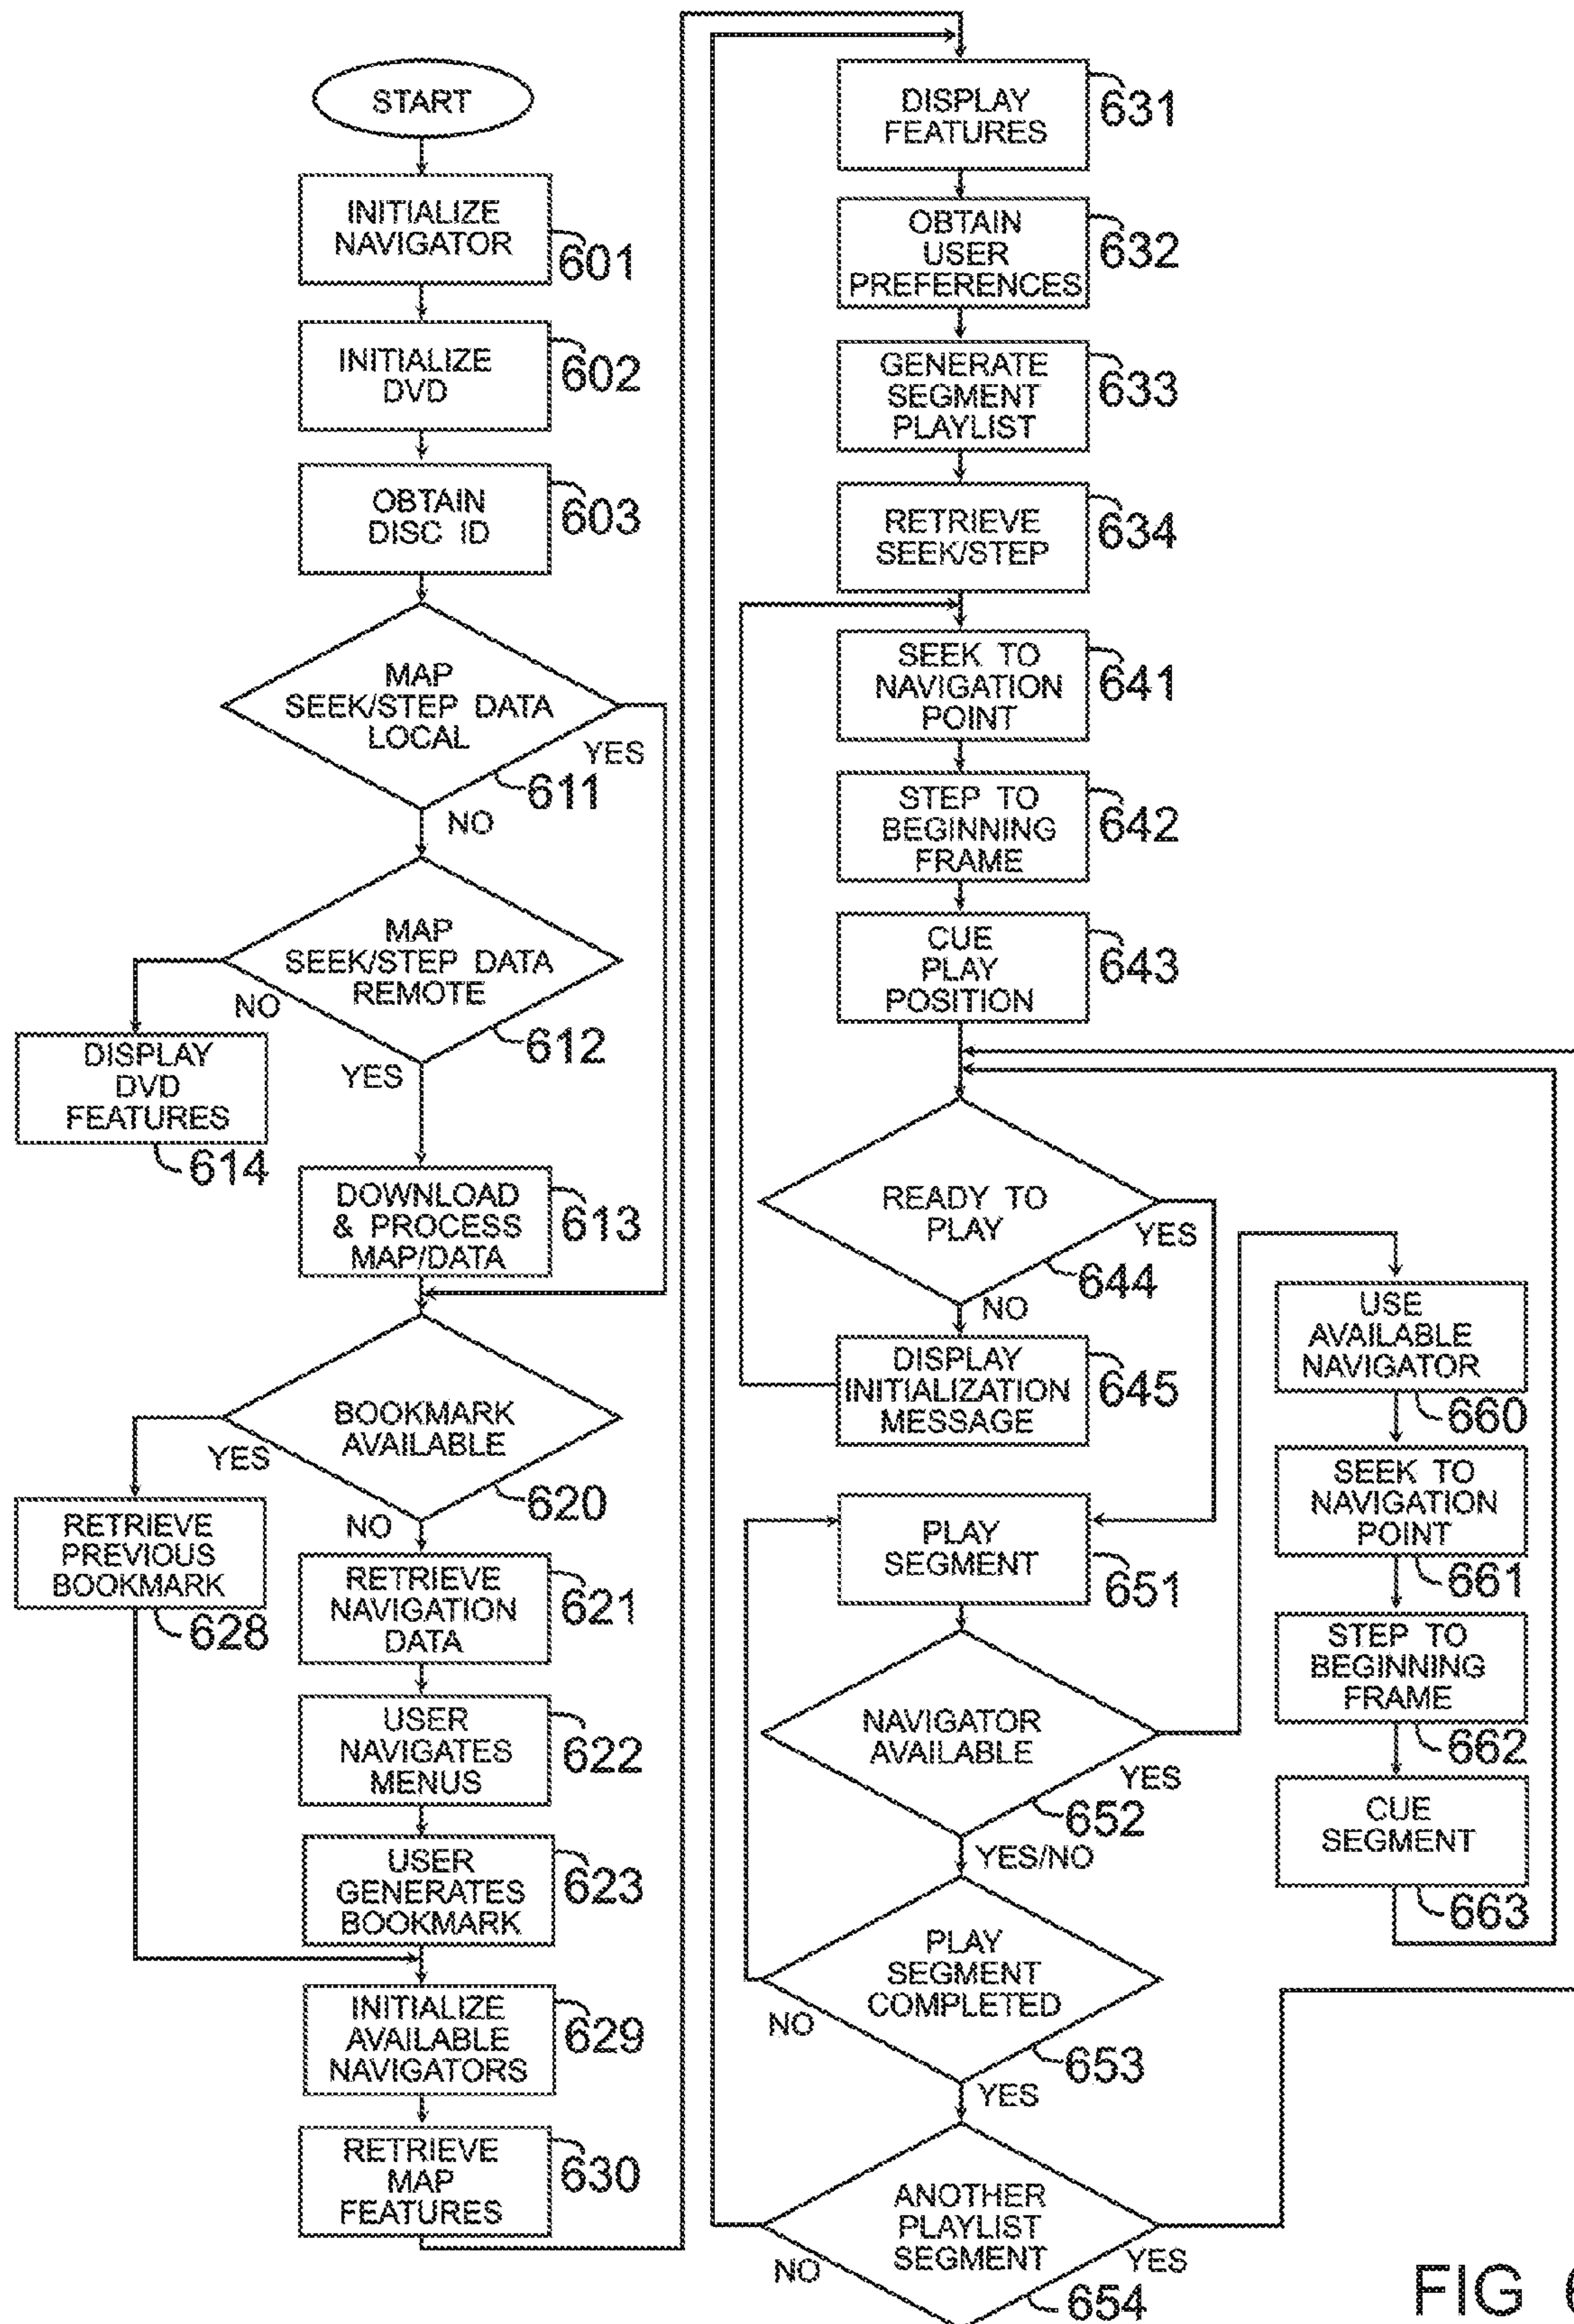 START
INITIALIZE
NAVIGATOR
601
INITIALIZE
DVD
602
OBTAIN
DISC ID
603
MAP
SEEK/STEP DATA
LOCAL
YES
611
NO
MAP
SEEK/STEP DATA
REMOTE
NO
612
YES
DISPLAY
DVD
FEATURES
614
DOWNLOAD
& PROCESS
MAP/DATA
613
BOOKMARK
AVAILABLE
YES
620
NO
RETRIEVE
PREVIOUS
BOOKMARK
628
RETRIEVE
NAVIGATION
DATA
621
USER
NAVIGATES
MENUS
622
USER
GENERATES
BOOKMARK
623
INITIALIZE
AVAILABLE
NAVIGATORS
629
RETRIEVE
MAP
FEATURES
630
DISPLAY
FEATURES
631
OBTAIN
USER
PREFERENCES
632
GENERATE
SEGMENT
PLAYLIST
633
RETRIEVE
SEEK/STEP
634
SEEK TO
NAVIGATION
POINT
641
STEP TO
BEGINNING
FRAME
642
CUE
PLAY
POSITION
643
READY TO
PLAY
YES
644
NO
DISPLAY
INITIALIZATION
MESSAGE
645
PLAY
SEGMENT
651
NAVIGATOR
AVAILABLE
YES
652
YES/NO
PLAY
SEGMENT
COMPLETED
NO
653
YES
ANOTHER
PLAYLIST
SEGMENT
NO
YES
654
USE
AVAILABLE
NAVIGATOR
660
SEEK TO
NAVIGATION
POINT
661
STEP TO
BEGINNING
FRAME
662
CUE
SEGMENT
663
FIG 6